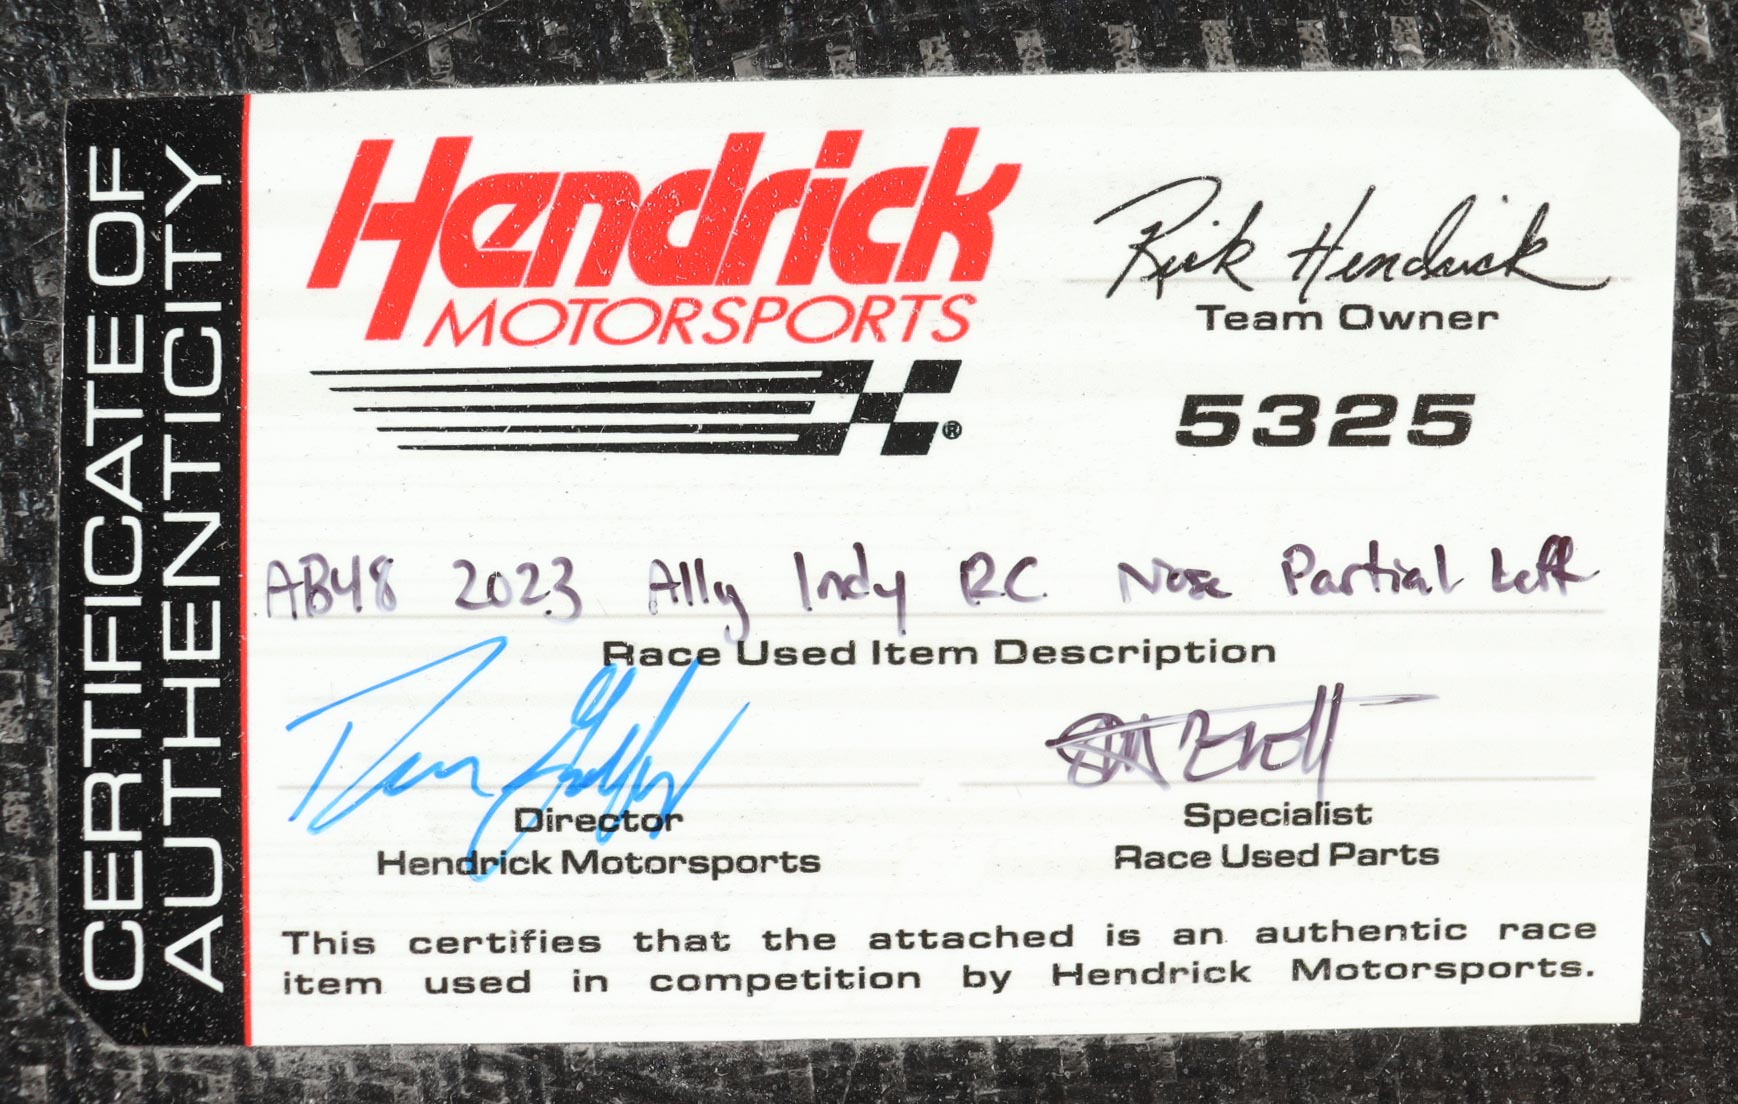 CERTIFICATE OF
AUTHENTICITY
Hendrick
MOTORSPORTS
®
Rick Hendrick
Team Owner
5325
AB48 2023 Ally Indy RC Nose Partial Left
Race Used Item Description
Director
Hendrick Motorsports
Specialist
Race Used Parts
This certifies that the attached is an authentic race
item used in competition by Hendrick Motorsports.